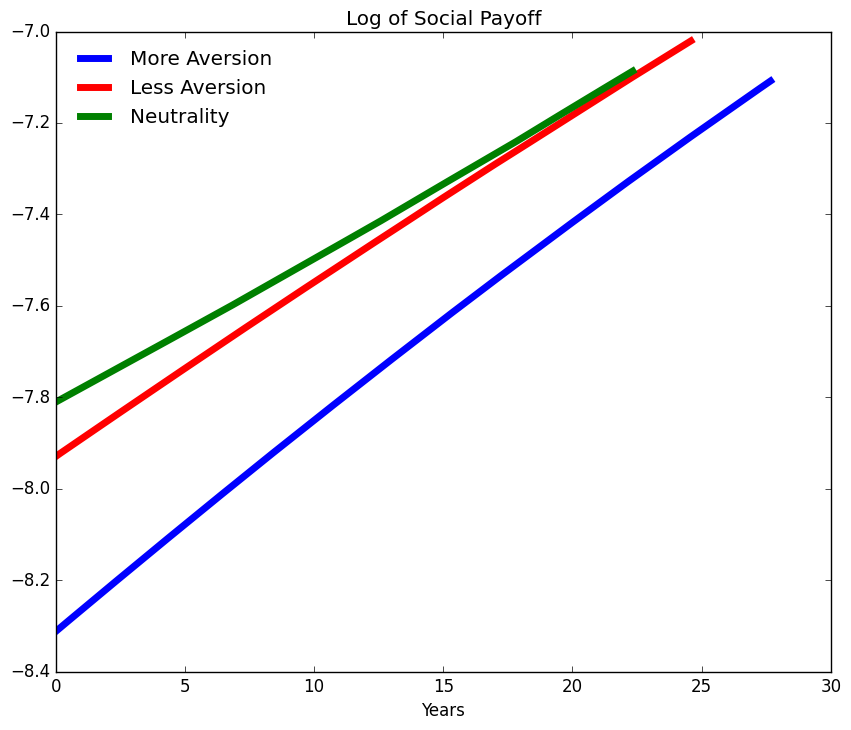 Log of Social Payoff
−7.0
More Aversion
Less Aversion
Neutrality
−7.2
−7.4
−7.6
−7.8
−8.0
−8.2
−8.4
0 5 10 15 20 25 30
Years